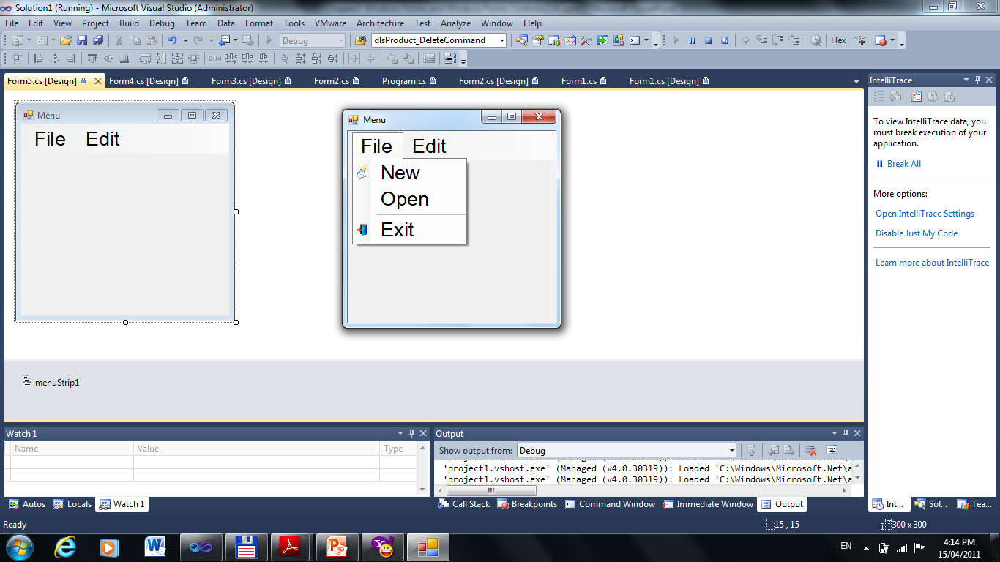 Solution1 (Running) - Microsoft Visual Studio (Administrator)
File Edit View Project Build Debug Team Data Format Tools VMware Architecture Test Analyze Window Help
Debug dlsProduct_DeleteCommand Hex
Form5.cs [Design] Form4.cs [Design] Form3.cs [Design] Form2.cs Program.cs Form2.cs [Design] Form1.cs Form1.cs [Design]
Menu
File Edit
Menu
File Edit
New
Open
Exit
menuStrip1
IntelliTrace
To view IntelliTrace data, you
must break execution of your
application.
Break All
More options:
Open IntelliTrace Settings
Disable Just My Code
Learn more about IntelliTrace
Watch 1
Name Value Type
Autos Locals Watch 1
Output
Show output from: Debug
'project1.vshost.exe' (Managed (v4.0.30319)): Loaded 'C:\Windows\Microsoft.Net\a
'project1.vshost.exe' (Managed (v4.0.30319)): Loaded 'C:\Windows\Microsoft.Net\a
Call Stack Breakpoints Command Window Immediate Window Output
Int... Sol... Tea...
Ready 15 , 15 300 x 300
EN 4:14 PM
15/04/2011